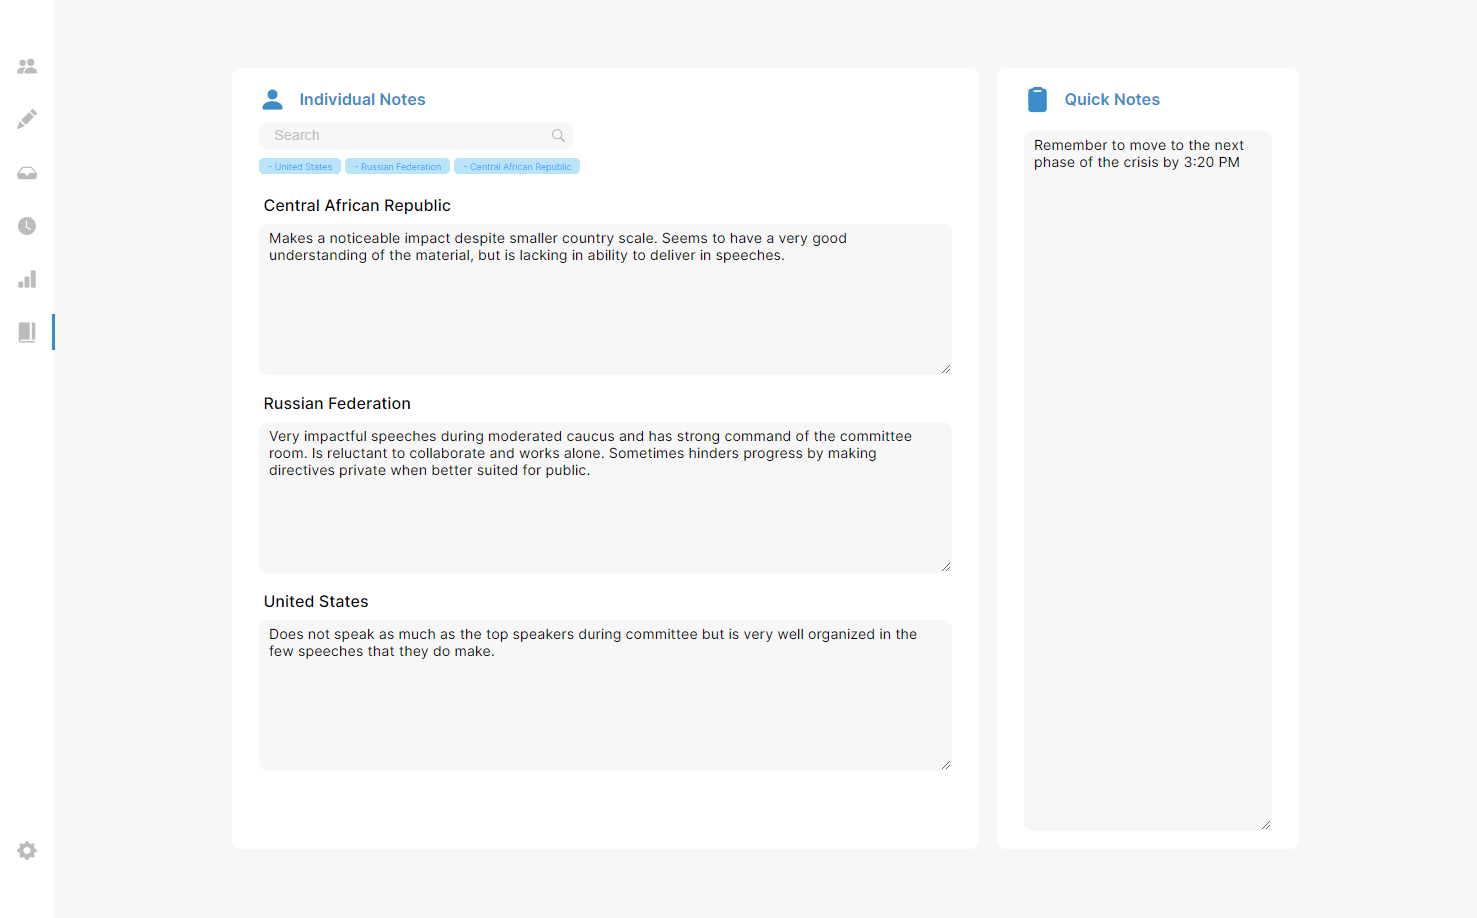 Individual Notes
Search
- United States
- Russian Federation
- Central African Republic
Central African Republic
Makes a noticeable impact despite smaller country scale. Seems to have a very good
understanding of the material, but is lacking in ability to deliver in speeches.
Russian Federation
Very impactful speeches during moderated caucus and has strong command of the committee
room. Is reluctant to collaborate and works alone. Sometimes hinders progress by making
directives private when better suited for public.
United States
Does not speak as much as the top speakers during committee but is very well organized in the
few speeches that they do make.
Quick Notes
Remember to move to the next
phase of the crisis by 3:20 PM